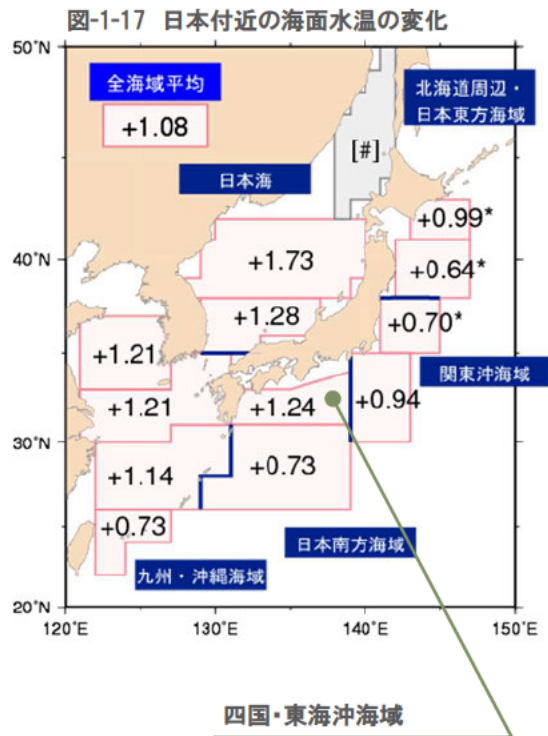 図-1-17 日本付近の海面水温の変化
50°N
全海域平均
+1.08
北海道周辺・
日本東方海域
[#]
日本海
40°N
+0.99*
+1.73
+0.64*
+1.28
+0.70*
+1.21
関東沖海域
+1.21
+1.24
+0.94
30°N
+1.14
+0.73
+0.73
日本南方海域
九州・沖縄海域
20°N
120°E
130°E
140°E
150°E
四国・東海沖海域